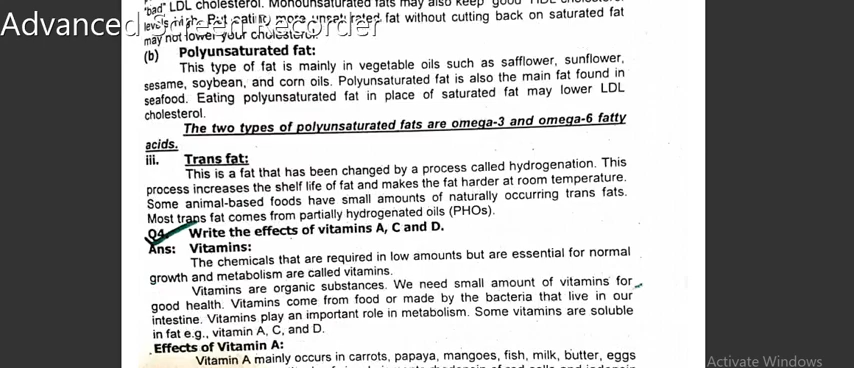 "bad" LDL cholesterol. Monounsaturated fats may also keep "good"
fat without cutting back on saturated fat
may not lower your cholesterol.
Advanced Screen Recorder
(b) Polyunsaturated fat:
This type of fat is mainly in vegetable oils such as safflower, sunflower,
sesame, soybean, and corn oils. Polyunsaturated fat is also the main fat found in
seafood. Eating polyunsaturated fat in place of saturated fat may lower LDL
cholesterol.
The two types of polyunsaturated fats are omega-3 and omega-6 fatty
acids.
iii. Trans fat:
This is a fat that has been changed by a process called hydrogenation. This
process increases the shelf life of fat and makes the fat harder at room temperature.
Some animal-based foods have small amounts of naturally occurring trans fats.
Most trans fat comes from partially hydrogenated oils (PHOs).
Q4. Write the effects of vitamins A, C and D.
Ans: Vitamins:
The chemicals that are required in low amounts but are essential for normal
growth and metabolism are called vitamins.
Vitamins are organic substances. We need small amount of vitamins for
good health. Vitamins come from food or made by the bacteria that live in our
intestine. Vitamins play an important role in metabolism. Some vitamins are soluble
in fat e.g., vitamin A, C, and D.
Effects of Vitamin A:
Vitamin A mainly occurs in carrots, papaya, mangoes, fish, milk, butter, eggs
Activate Windows